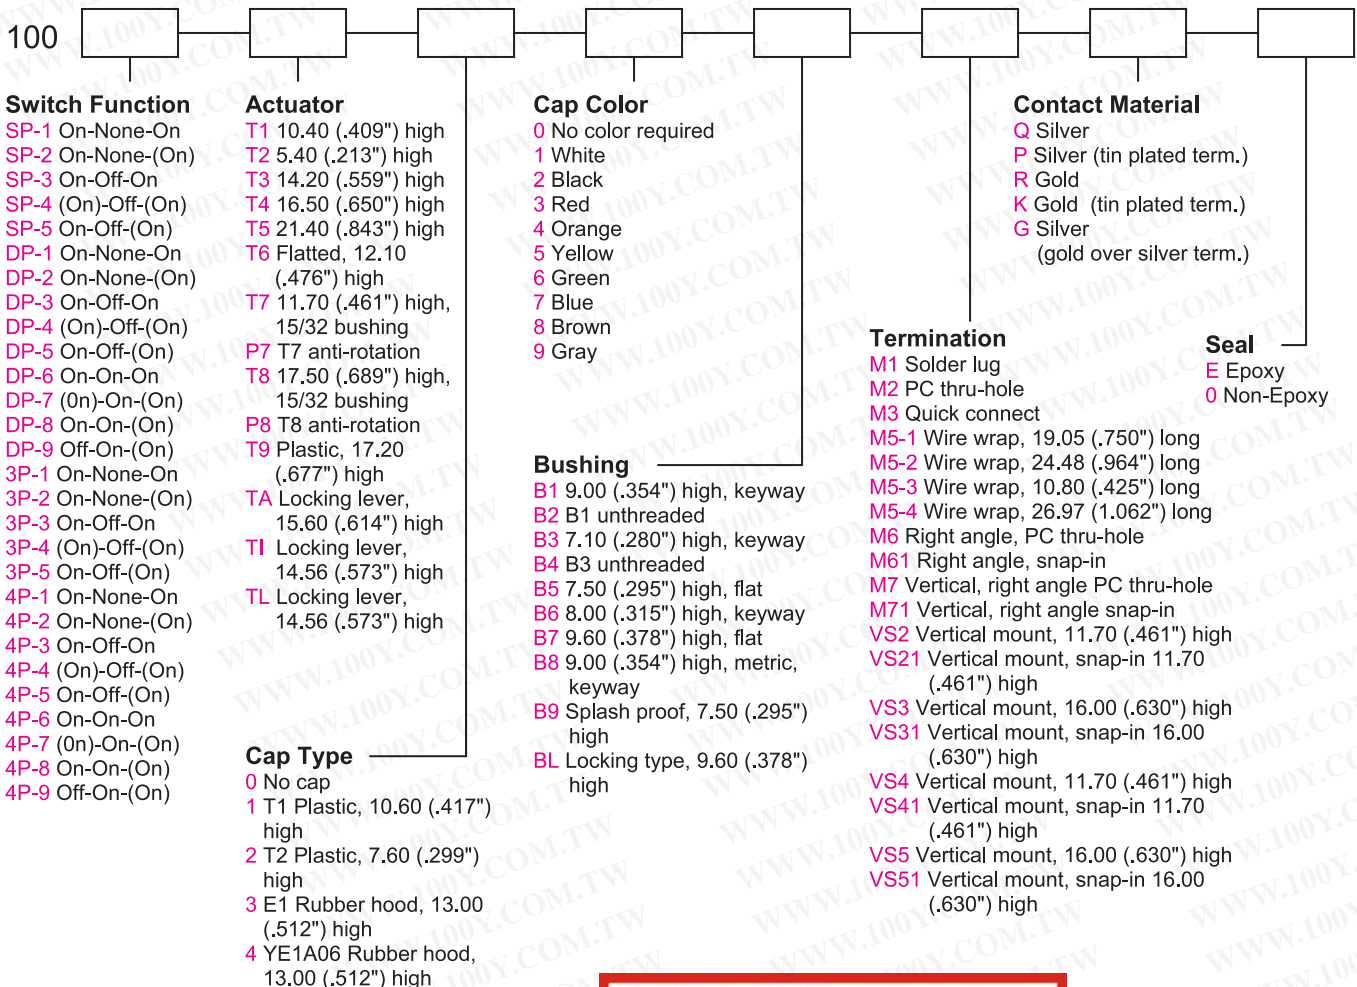 100
Switch Function
SP-1 On-None-On
SP-2 On-None-(On)
SP-3 On-Off-On
SP-4 (On)-Off-(On)
SP-5 On-Off-(On)
DP-1 On-None-On
DP-2 On-None-(On)
DP-3 On-Off-On
DP-4 (On)-Off-(On)
DP-5 On-Off-(On)
DP-6 On-On-On
DP-7 (0n)-On-(On)
DP-8 On-On-(On)
DP-9 Off-On-(On)
3P-1 On-None-On
3P-2 On-None-(On)
3P-3 On-Off-On
3P-4 (On)-Off-(On)
3P-5 On-Off-(On)
4P-1 On-None-On
4P-2 On-None-(On)
4P-3 On-Off-On
4P-4 (On)-Off-(On)
4P-5 On-Off-(On)
4P-6 On-On-On
4P-7 (0n)-On-(On)
4P-8 On-On-(On)
4P-9 Off-On-(On)
Actuator
T1 10.40 (.409") high
T2 5.40 (.213") high
T3 14.20 (.559") high
T4 16.50 (.650") high
T5 21.40 (.843") high
T6 Flatted, 12.10
(.476") high
T7 11.70 (.461") high,
15/32 bushing
P7 T7 anti-rotation
T8 17.50 (.689") high,
15/32 bushing
P8 T8 anti-rotation
T9 Plastic, 17.20
(.677") high
TA Locking lever,
15.60 (.614") high
TI Locking lever,
14.56 (.573") high
TL Locking lever,
14.56 (.573") high
Cap Type
0 No cap
1 T1 Plastic, 10.60 (.417")
high
2 T2 Plastic, 7.60 (.299")
high
3 E1 Rubber hood, 13.00
(.512") high
4 YE1A06 Rubber hood,
13.00 (.512") high
Cap Color
0 No color required
1 White
2 Black
3 Red
4 Orange
5 Yellow
6 Green
7 Blue
8 Brown
9 Gray
Bushing
B1 9.00 (.354") high, keyway
B2 B1 unthreaded
B3 7.10 (.280") high, keyway
B4 B3 unthreaded
B5 7.50 (.295") high, flat
B6 8.00 (.315") high, keyway
B7 9.60 (.378") high, flat
B8 9.00 (.354") high, metric,
keyway
B9 Splash proof, 7.50 (.295")
high
BL Locking type, 9.60 (.378")
high
Termination
M1 Solder lug
M2 PC thru-hole
M3 Quick connect
M5-1 Wire wrap, 19.05 (.750") long
M5-2 Wire wrap, 24.48 (.964") long
M5-3 Wire wrap, 10.80 (.425") long
M5-4 Wire wrap, 26.97 (1.062") long
M6 Right angle, PC thru-hole
M61 Right angle, snap-in
M7 Vertical, right angle PC thru-hole
M71 Vertical, right angle snap-in
VS2 Vertical mount, 11.70 (.461") high
VS21 Vertical mount, snap-in 11.70
(.461") high
VS3 Vertical mount, 16.00 (.630") high
VS31 Vertical mount, snap-in 16.00
(.630") high
VS4 Vertical mount, 11.70 (.461") high
VS41 Vertical mount, snap-in 11.70
(.461") high
VS5 Vertical mount, 16.00 (.630") high
VS51 Vertical mount, snap-in 16.00
(.630") high
Contact Material
Q Silver
P Silver (tin plated term.)
R Gold
K Gold (tin plated term.)
G Silver
(gold over silver term.)
Seal
E Epoxy
0 Non-Epoxy
WWW.100Y.COM.TW